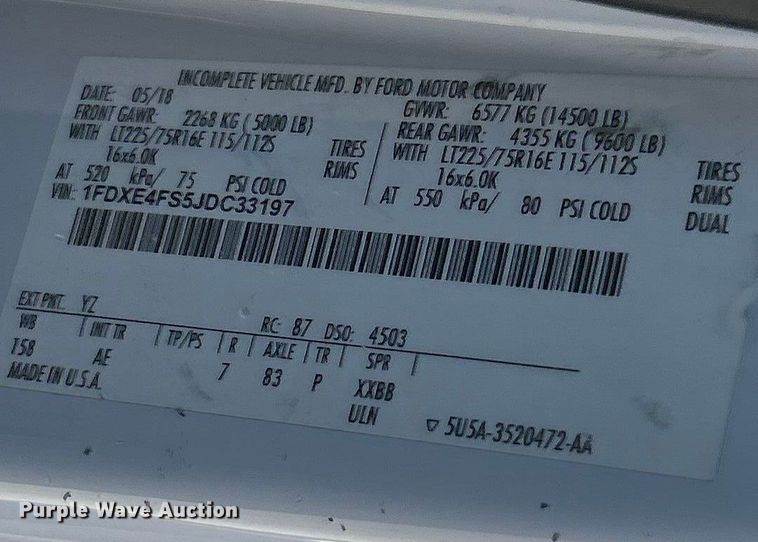 INCOMPLETE VEHICLE MFD. BY FORD MOTOR COMPANY
DATE: 05/18 GVWR: 6577 KG (14500 LB)
FRONT GAWR: 2268 KG (5000 LB) REAR GAWR: 4355 KG (9600 LB)
WITH LT225/75R16E 115/112S TIRES WITH LT225/75R16E 115/112S TIRES
16x6.0K RIMS 16x6.0K RIMS
AT 520 kPa/ 75 PSI COLD AT 550 kPa/ 80 PSI COLD DUAL
VIN: 1FDXE4FS5JDC33197
EXT PNT: YZ RC: 87 DSO: 4503
WB | INT TR | TP/PS | R | AXLE | TR | SPR |
158 AE 7 83 P XXBB
MADE IN U.S.A. ULN
▽ 5U5A-3520472-AA
Purple Wave Auction